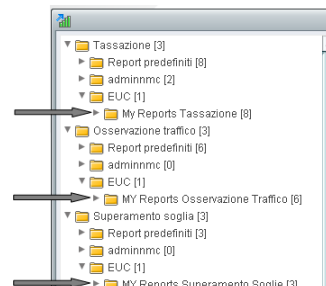 Tassazione [3]
Report predefiniti [8]
adminnmc [2]
EUC [1]
My Reports Tassazione [8]
Osservazione traffico [3]
Report predefiniti [6]
adminnmc [0]
EUC [1]
MY Reports Osservazione Traffico [6]
Superamento soglia [3]
Report predefiniti [3]
adminnmc [0]
EUC [1]
MY Reports Superamento Soglie [3]